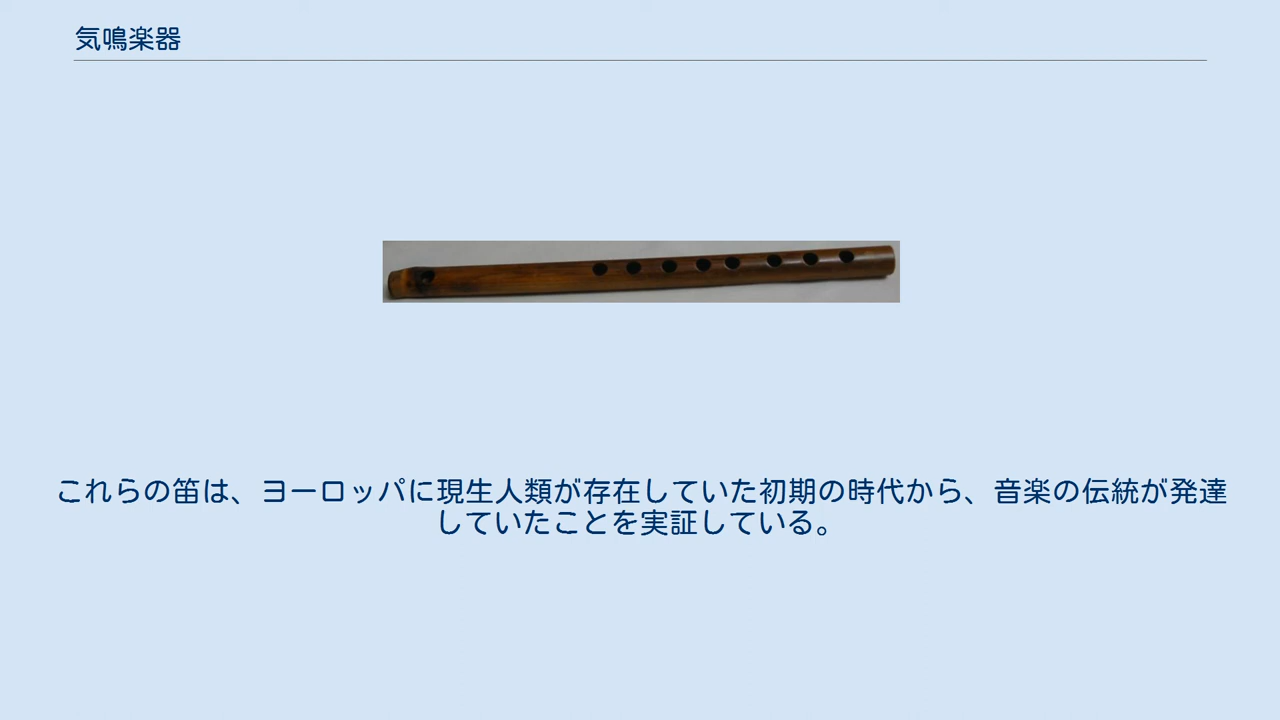 気鳴楽器
これらの笛は、ヨーロッパに現生人類が存在していた初期の時代から、音楽の伝統が発達
していたことを実証している。